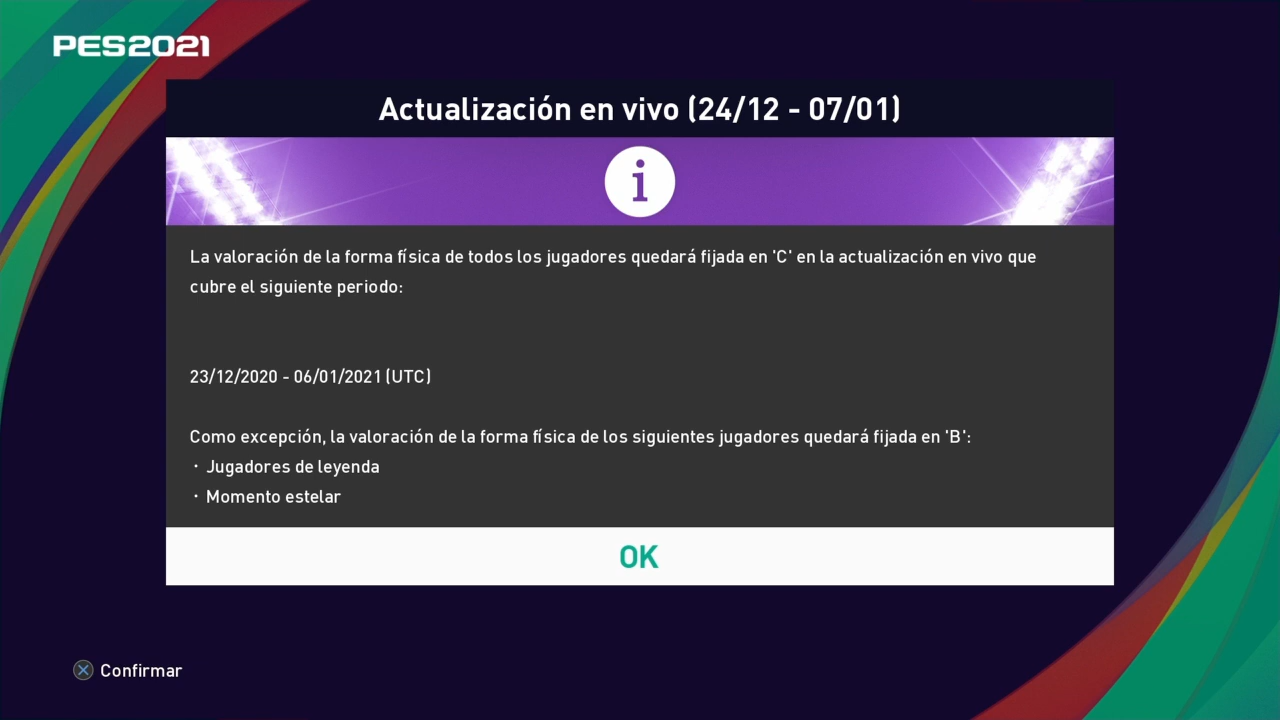 PES2021
Actualización en vivo (24/12 - 07/01)
i
La valoración de la forma física de todos los jugadores quedará fijada en 'C' en la actualización en vivo que
cubre el siguiente periodo:
23/12/2020 - 06/01/2021 (UTC)
Como excepción, la valoración de la forma física de los siguientes jugadores quedará fijada en 'B':
・Jugadores de leyenda
・Momento estelar
OK
Confirmar